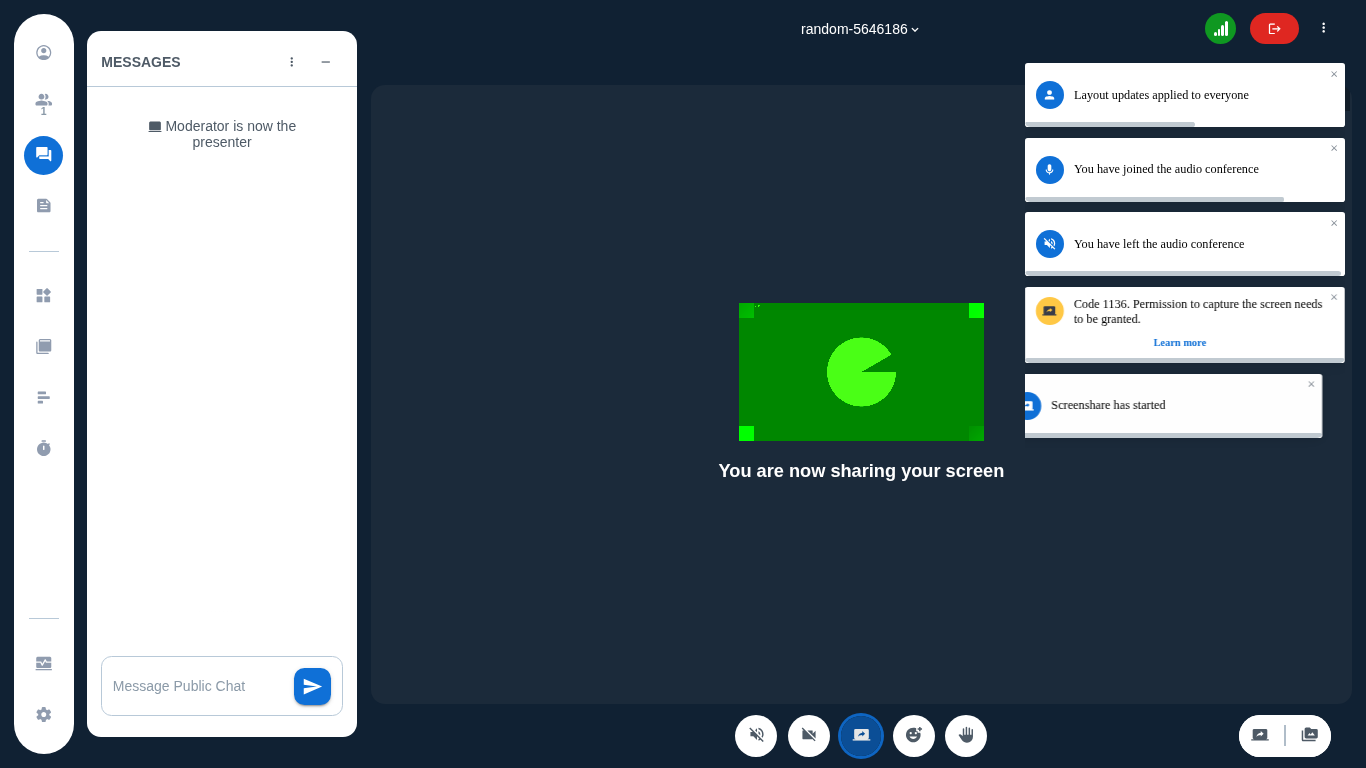 random-5646186
MESSAGES
1
Moderator is now the
presenter
Layout updates applied to everyone
You have joined the audio conference
You have left the audio conference
Code 1136. Permission to capture the screen needs
to be granted.
Learn more
Screenshare has started
You are now sharing your screen
Message Public Chat